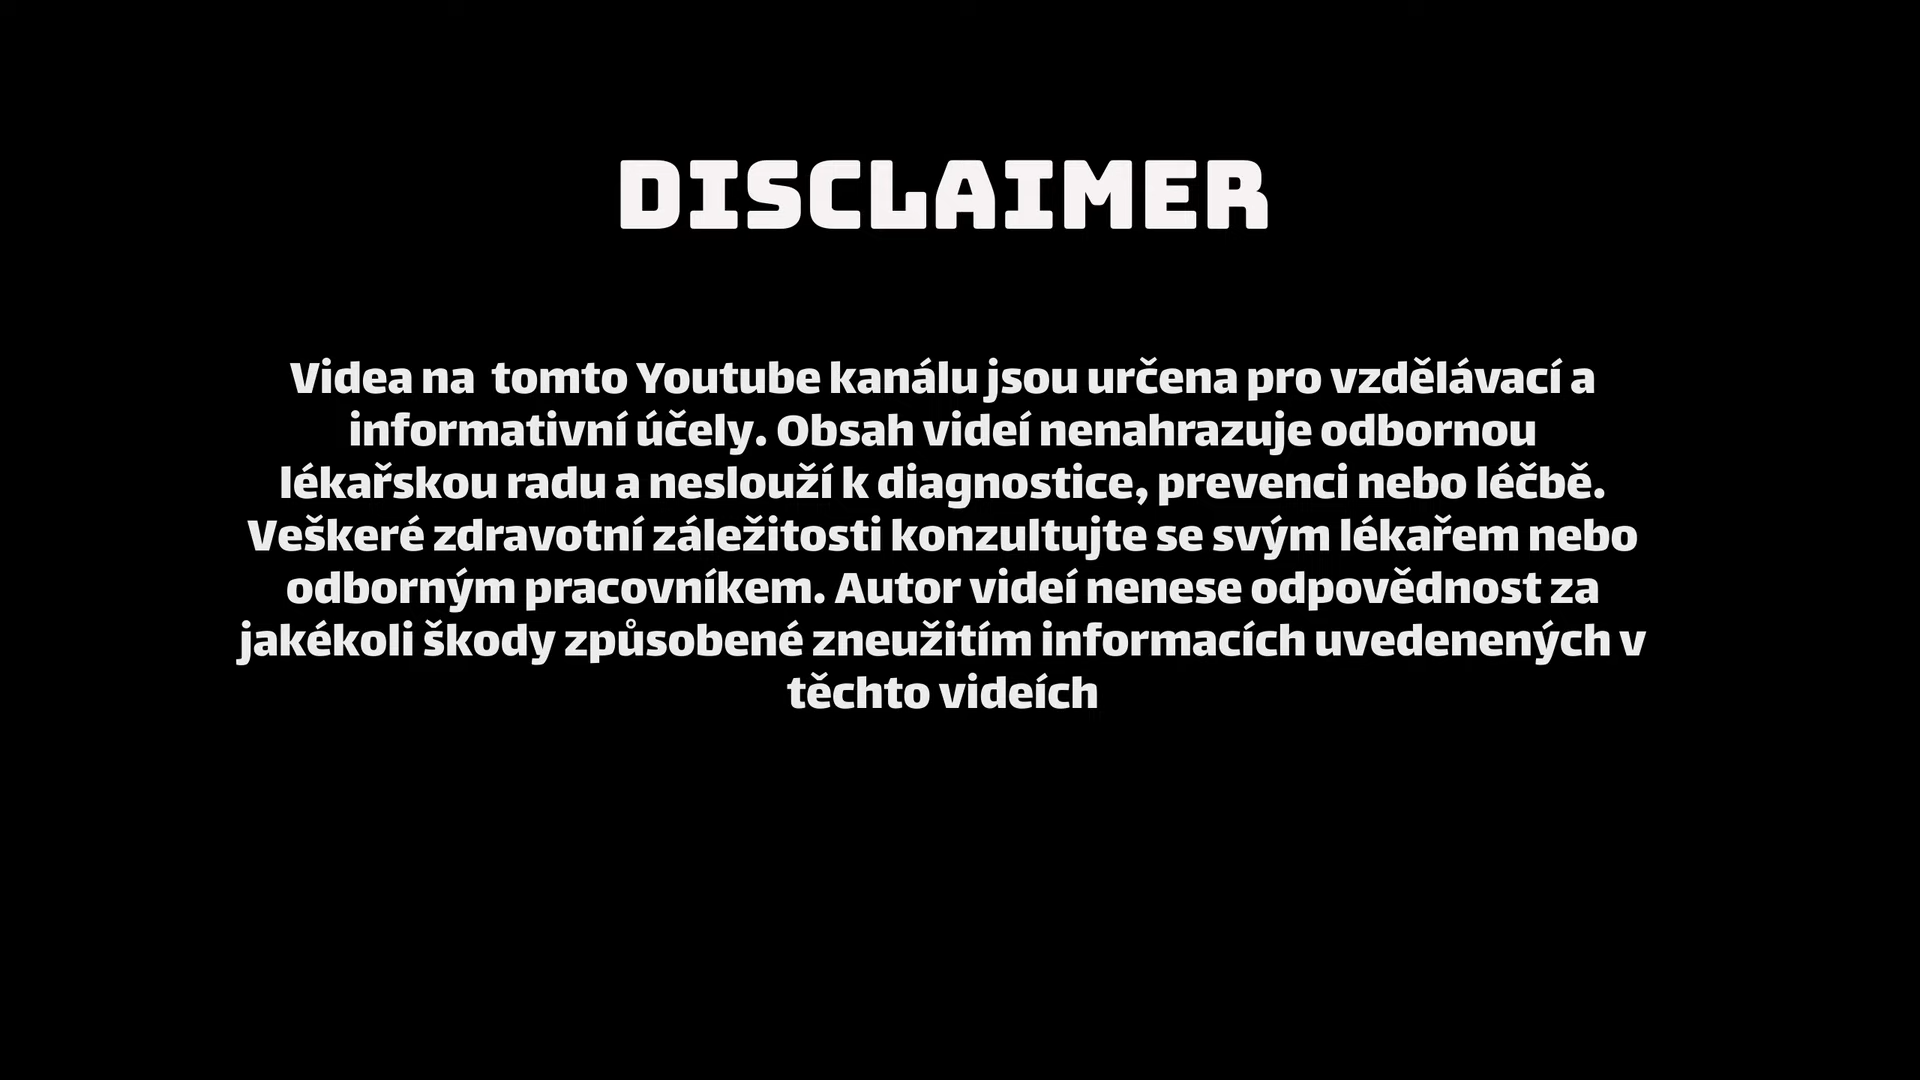 DISCLAIMER
Videa na  tomto Youtube kanálu jsou určena pro vzdělávací a
informativní účely. Obsah videí nenahrazuje odbornou
lékařskou radu a neslouží k diagnostice, prevenci nebo léčbě.
Veškeré zdravotní záležitosti konzultujte se svým lékařem nebo
odborným pracovníkem. Autor videí nenese odpovědnost za
jakékoli škody způsobené zneužitím informacích uvedenených v
těchto videích